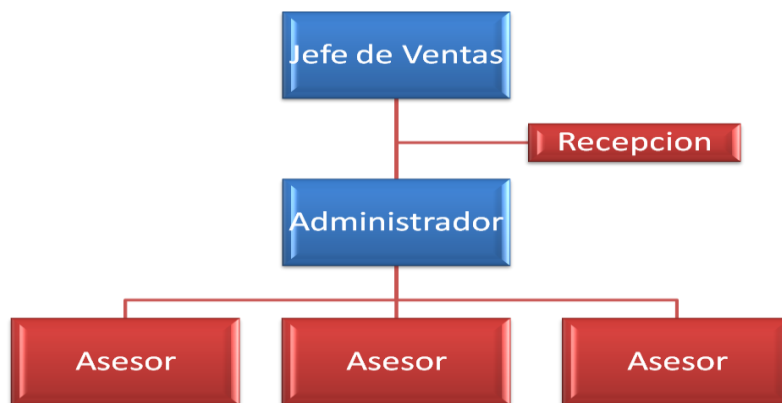 Jefe de Ventas
Recepcion
Administrador
Asesor
Asesor
Asesor